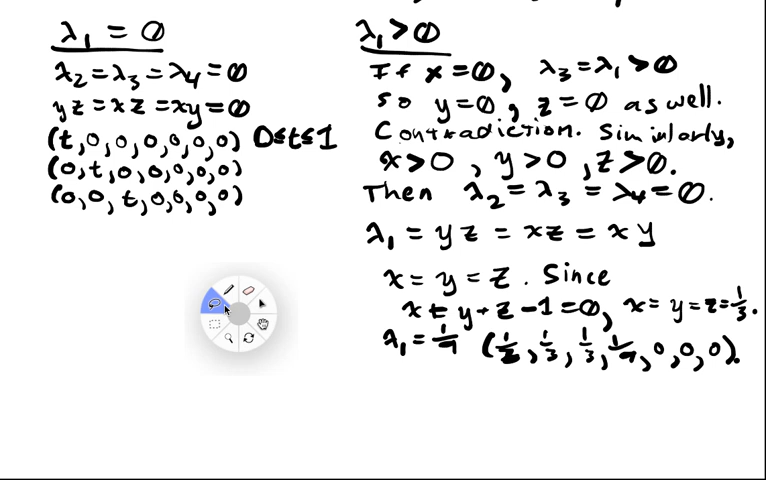 λ₁ = 0
λ₂ = λ₃ = λ₄ = 0
yz = xz = xy = 0
(t, 0, 0, 0, 0, 0, 0) 0 ≤ t ≤ 1
(0, t, 0, 0, 0, 0, 0)
(0, 0, t, 0, 0, 0, 0)
λ₁ > 0
If x = 0, λ₃ = λ₁ > 0
so y = 0, z = 0 as well.
Contradiction. Similarly,
x > 0, y > 0, z > 0.
Then λ₂ = λ₃ = λ₄ = 0.
λ₁ = yz = xz = xy
x = y = z. Since
x + y + z - 1 = 0, x = y = z = 1/3.
λ₁ = 1/9 (1/3, 1/3, 1/3, 1/9, 0, 0, 0).